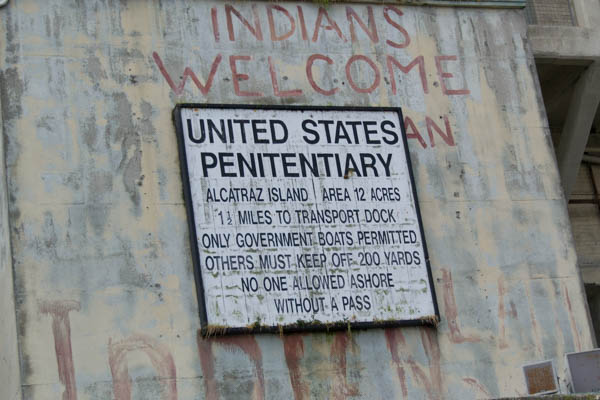 INDIANS
WELCOME
AN
UNITED STATES
PENITENTIARY
ALCATRAZ ISLAND AREA 12 ACRES
1½ MILES TO TRANSPORT DOCK
ONLY GOVERNMENT BOATS PERMITTED
OTHERS MUST KEEP OFF 200 YARDS
NO ONE ALLOWED ASHORE
WITHOUT A PASS